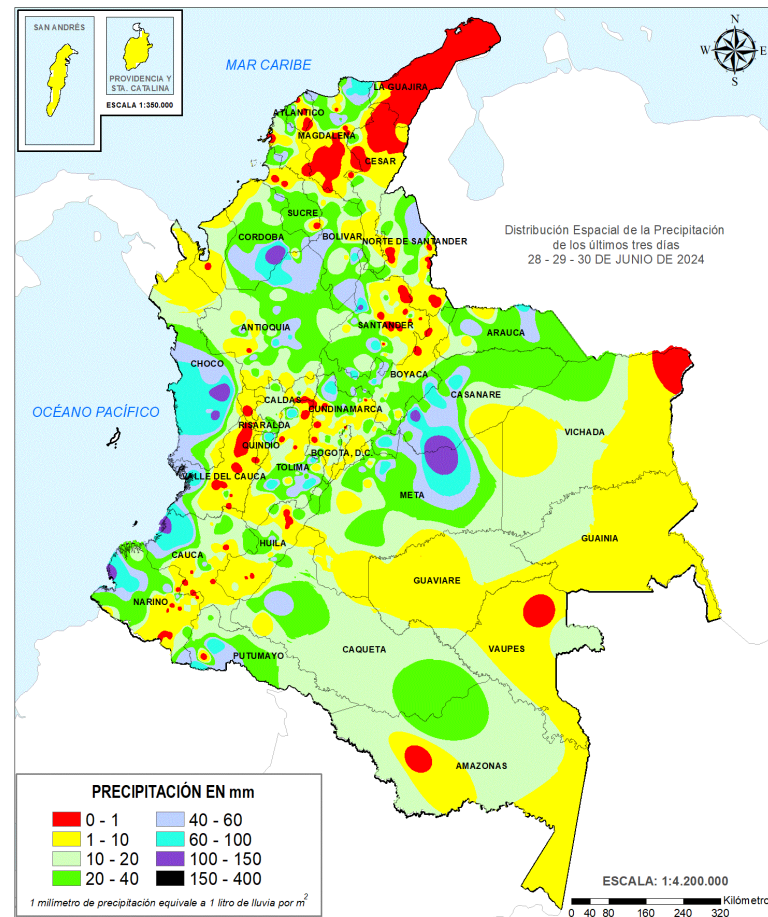 SAN ANDRÉS
PROVIDENCIA Y
STA. CATALINA
ESCALA 1:350.000
N
W
E
S
MAR CARIBE
LA GUAJIRA
ATLANTICO
MAGDALENA
CESAR
SUCRE
CORDOBA
BOLIVAR
NORTE DE SANTANDER
Distribución Espacial de la Precipitación
de los últimos tres días
28 - 29 - 30 DE JUNIO DE 2024
ANTIOQUIA
SANTANDER
ARAUCA
CHOCO
BOYACA
CASANARE
OCÉANO PACÍFICO
CALDAS
CUNDINAMARCA
RISARALDA
VICHADA
QUINDIO
BOGOTA, D.C.
TOLIMA
VALLE DEL CAUCA
META
GUAINIA
HUILA
CAUCA
GUAVIARE
NARINO
CAQUETA
VAUPES
PUTUMAYO
AMAZONAS
PRECIPITACIÓN EN mm
0 - 1
40 - 60
1 - 10
60 - 100
10 - 20
100 - 150
20 - 40
150 - 400
1 milímetro de precipitación equivale a 1 litro de lluvia por m²
ESCALA: 1:4.200.000
Kilómetro
0 40 80 160 240 320